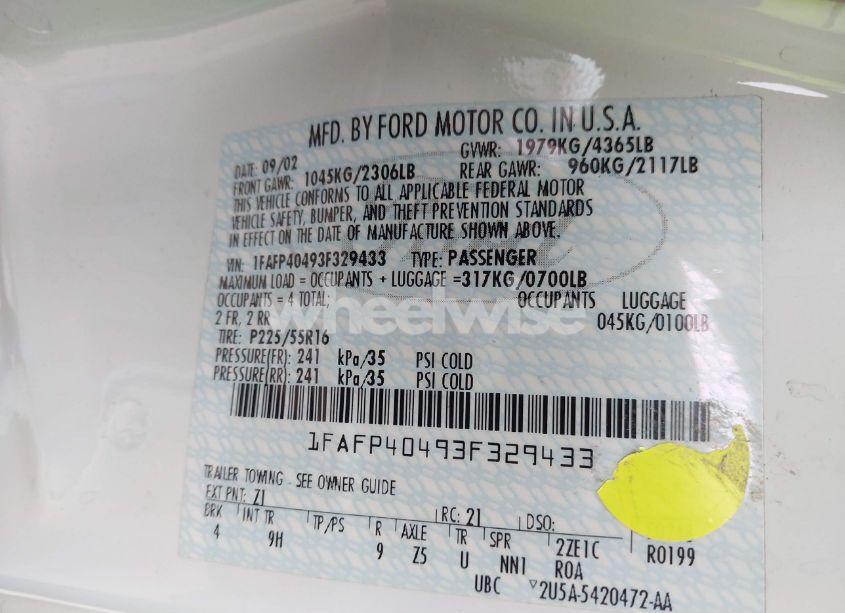 MFD. BY FORD MOTOR CO. IN U.S.A.
DATE: 09/02 GVWR: 1979KG/4365LB
FRONT GAWR: 1045KG/2306LB REAR GAWR: 960KG/2117LB
THIS VEHICLE CONFORMS TO ALL APPLICABLE FEDERAL MOTOR
VEHICLE SAFETY, BUMPER, AND THEFT PREVENTION STANDARDS
IN EFFECT ON THE DATE OF MANUFACTURE SHOWN ABOVE.
VIN: 1FAFP40493F329433 TYPE: PASSENGER
MAXIMUM LOAD = OCCUPANTS + LUGGAGE = 317KG/0700LB
OCCUPANTS = 4 TOTAL: OCCUPANTS LUGGAGE
2 FR, 2 RR 045KG/0100LB
wheelwise
TIRE: P225/55R16
PRESSURE(FR): 241 kPa/35 PSI COLD
PRESSURE(RR): 241 kPa/35 PSI COLD
1FAFP40493F329433
TRAILER TOWING - SEE OWNER GUIDE
EXT PNT: Z1 RC: 21 DSO:
BRK INT TR TP/PS R AXLE TR SPR
4 9H 9 Z5 U NN1 2ZE1C R0199
ROA
UBC ▽2U5A-5420472-AA